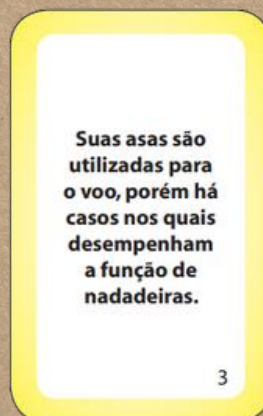 Suas asas são
utilizadas para
o voo, porém há
casos nos quais
desempenham
a função de
nadadeiras.
3